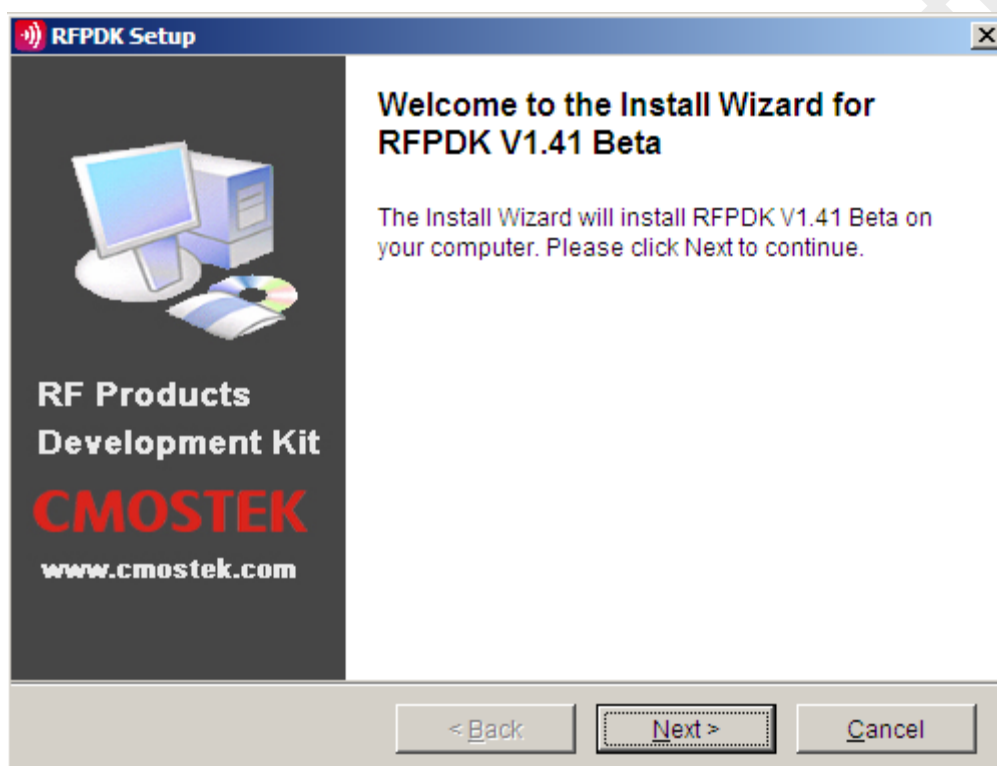 RFPDK Setup
Welcome to the Install Wizard for
RFPDK V1.41 Beta
The Install Wizard will install RFPDK V1.41 Beta on
your computer. Please click Next to continue.
RF Products
Development Kit
CMOSTEK
www.cmostek.com
< Back
Next >
Cancel